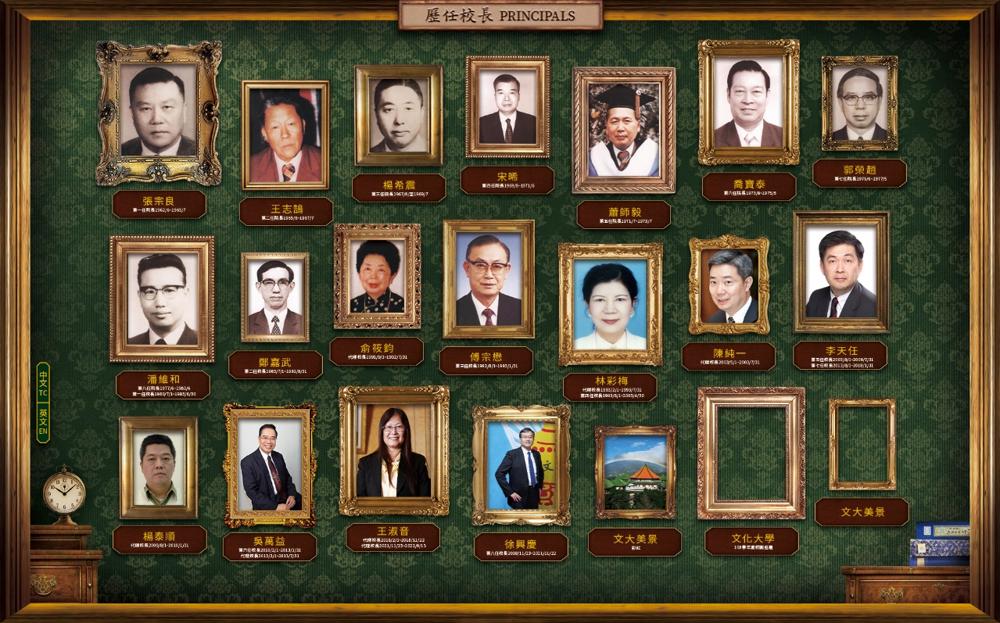 歷任校長 PRINCIPALS
張宗良
第一任院長1962/6~1965/7
王志鵠
第二任院長1965/8~1967/7
楊希震
第三任院長1967/8/至1969/7
宋晞
第四任院長1969/8~1971/6
蕭師毅
第五任院長1971/7~1973/7
喬寶泰
第六任院長1973/8~1975/5
郭榮趙
第七任院長1975/6~1977/5
潘維和
第八任院長1977/6~1980/6
第一任校長1980/7/1~1983/6/30
鄭嘉武
第二任校長1983/7/1~1991/8/31
俞筱鈞
代理校長1991/9/1~1992/7/31
傅宗懋
第三任校長1992/8/1~1993/1/31
林彩梅
代理校長1993/2/1~1993/7/31
第四任校長1993/8/1~2003/4/30
陳純一
代理校長2003/5/1~2003/7/31
李天任
第五任校長2003/8/1~2009/7/31
第七任校長2013/8/1~2018/1/31
中文 TC
英文 EN
楊泰順
代理校長2009/8/1~2010/1/31
吳萬益
第六任校長2010/2/1~2013/1/31
代理校長2013/2/1~2013/7/31
王淑音
代理校長2018/2/1~2018/11/22
代理校長2021/11/23~2022/9/13
徐興慶
第八任校長2018/11/23~2021/11/22
文大美景
彩虹
文化大學
108學年度校園巡禮
文大美景